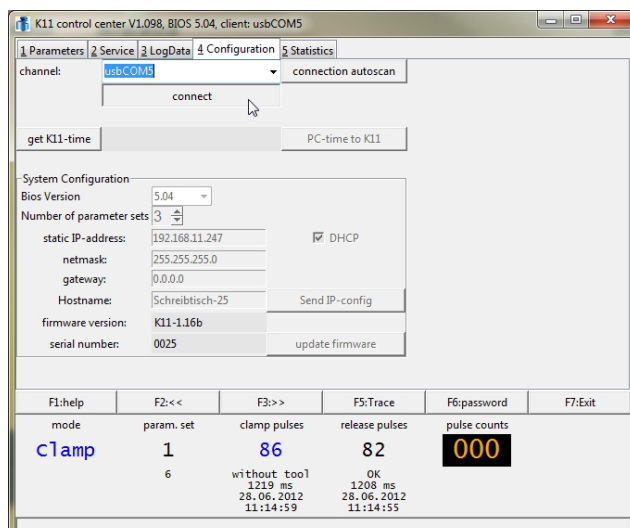 K11 control center V1.098, BIOS 5.04, client: usbCOM5
1 Parameters 2 Service 3 LogData 4 Configuration 5 Statistics
channel: usbCOM5 connection autoscan
connect
get K11-time PC-time to K11
System Configuration
Bios Version 5.04
Number of parameter sets 3
static IP-address: 192.168.11.247 DHCP
netmask: 255.255.255.0
gateway: 0.0.0.0
Hostname: Schreibtisch-25 Send IP-config
firmware version: K11-1.16b
serial number: 0025 update firmware
F1:help F2:<< F3:>> F5:Trace F6:password F7:Exit
mode param. set clamp pulses release pulses pulse counts
Clamp 1 86 82 000
6 without tool OK
1219 ms 1208 ms
28.06.2012 28.06.2012
11:14:59 11:14:55